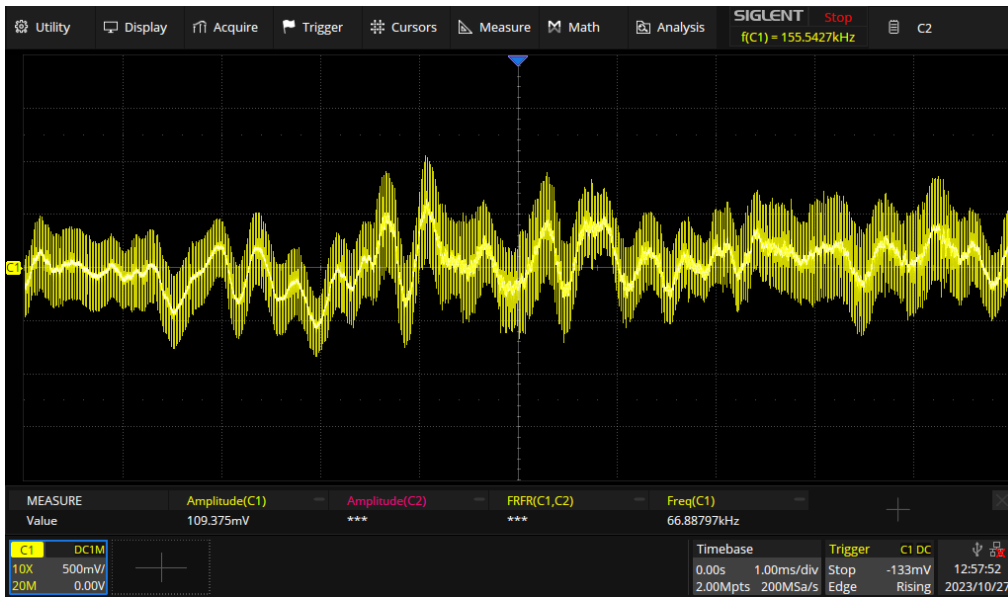 Utility Display Acquire Trigger Cursors Measure Math Analysis SIGLENT Stop C2
f(C1) = 155.5427kHz
C1
MEASURE Amplitude(C1) Amplitude(C2) FRFR(C1,C2) Freq(C1)
Value 109.375mV *** *** 66.88797kHz
C1 DC1M Timebase Trigger C1 DC
10X 500mV/ 0.00s 1.00ms/div Stop -133mV 12:57:52
20M 0.00V 2.00Mpts 200MSa/s Edge Rising 2023/10/27